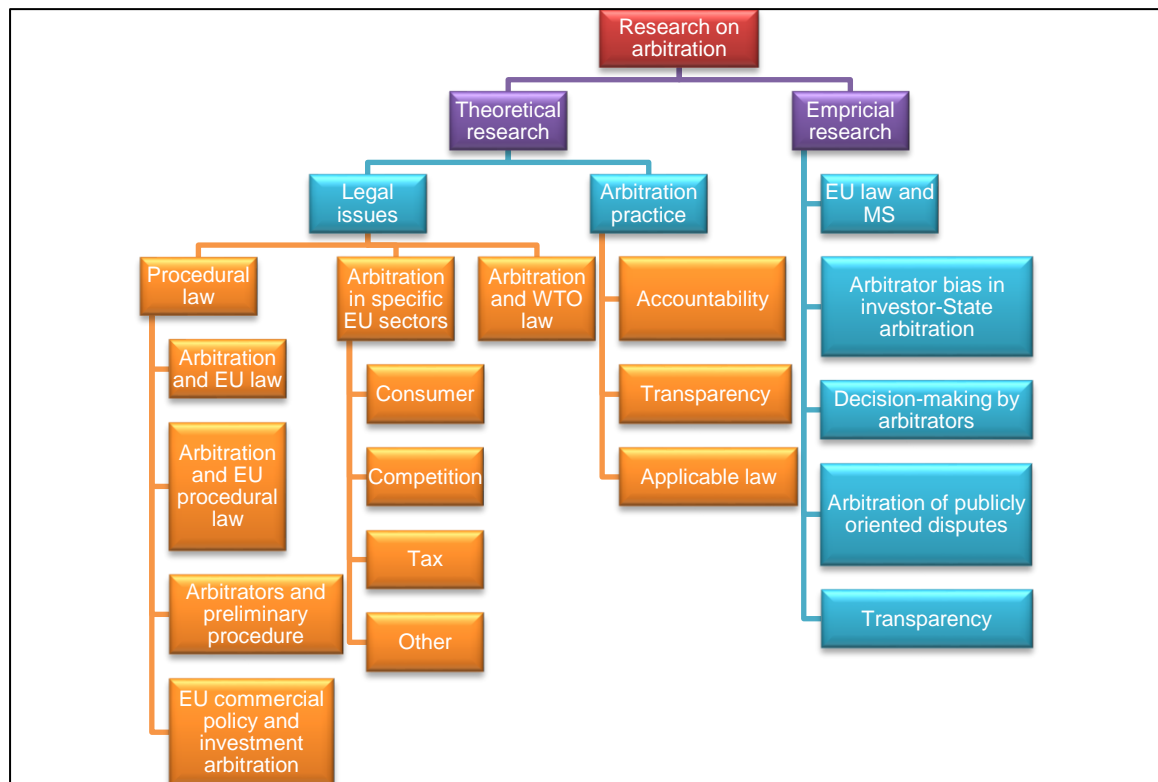 Research on
arbitration
Theoretical
research
Empricial
research
Legal
issues
Arbitration
practice
EU law and
MS
Procedural
law
Arbitration
in specific
EU sectors
Arbitration
and WTO
law
Accountability
Arbitrator bias in
investor-State
arbitration
Arbitration
and EU law
Consumer
Transparency
Decision-making by
arbitrators
Arbitration
and EU
procedural
law
Competition
Applicable law
Arbitration of publicly
oriented disputes
Arbitrators and
preliminary
procedure
Tax
Other
Transparency
EU commercial
policy and
investment
arbitration